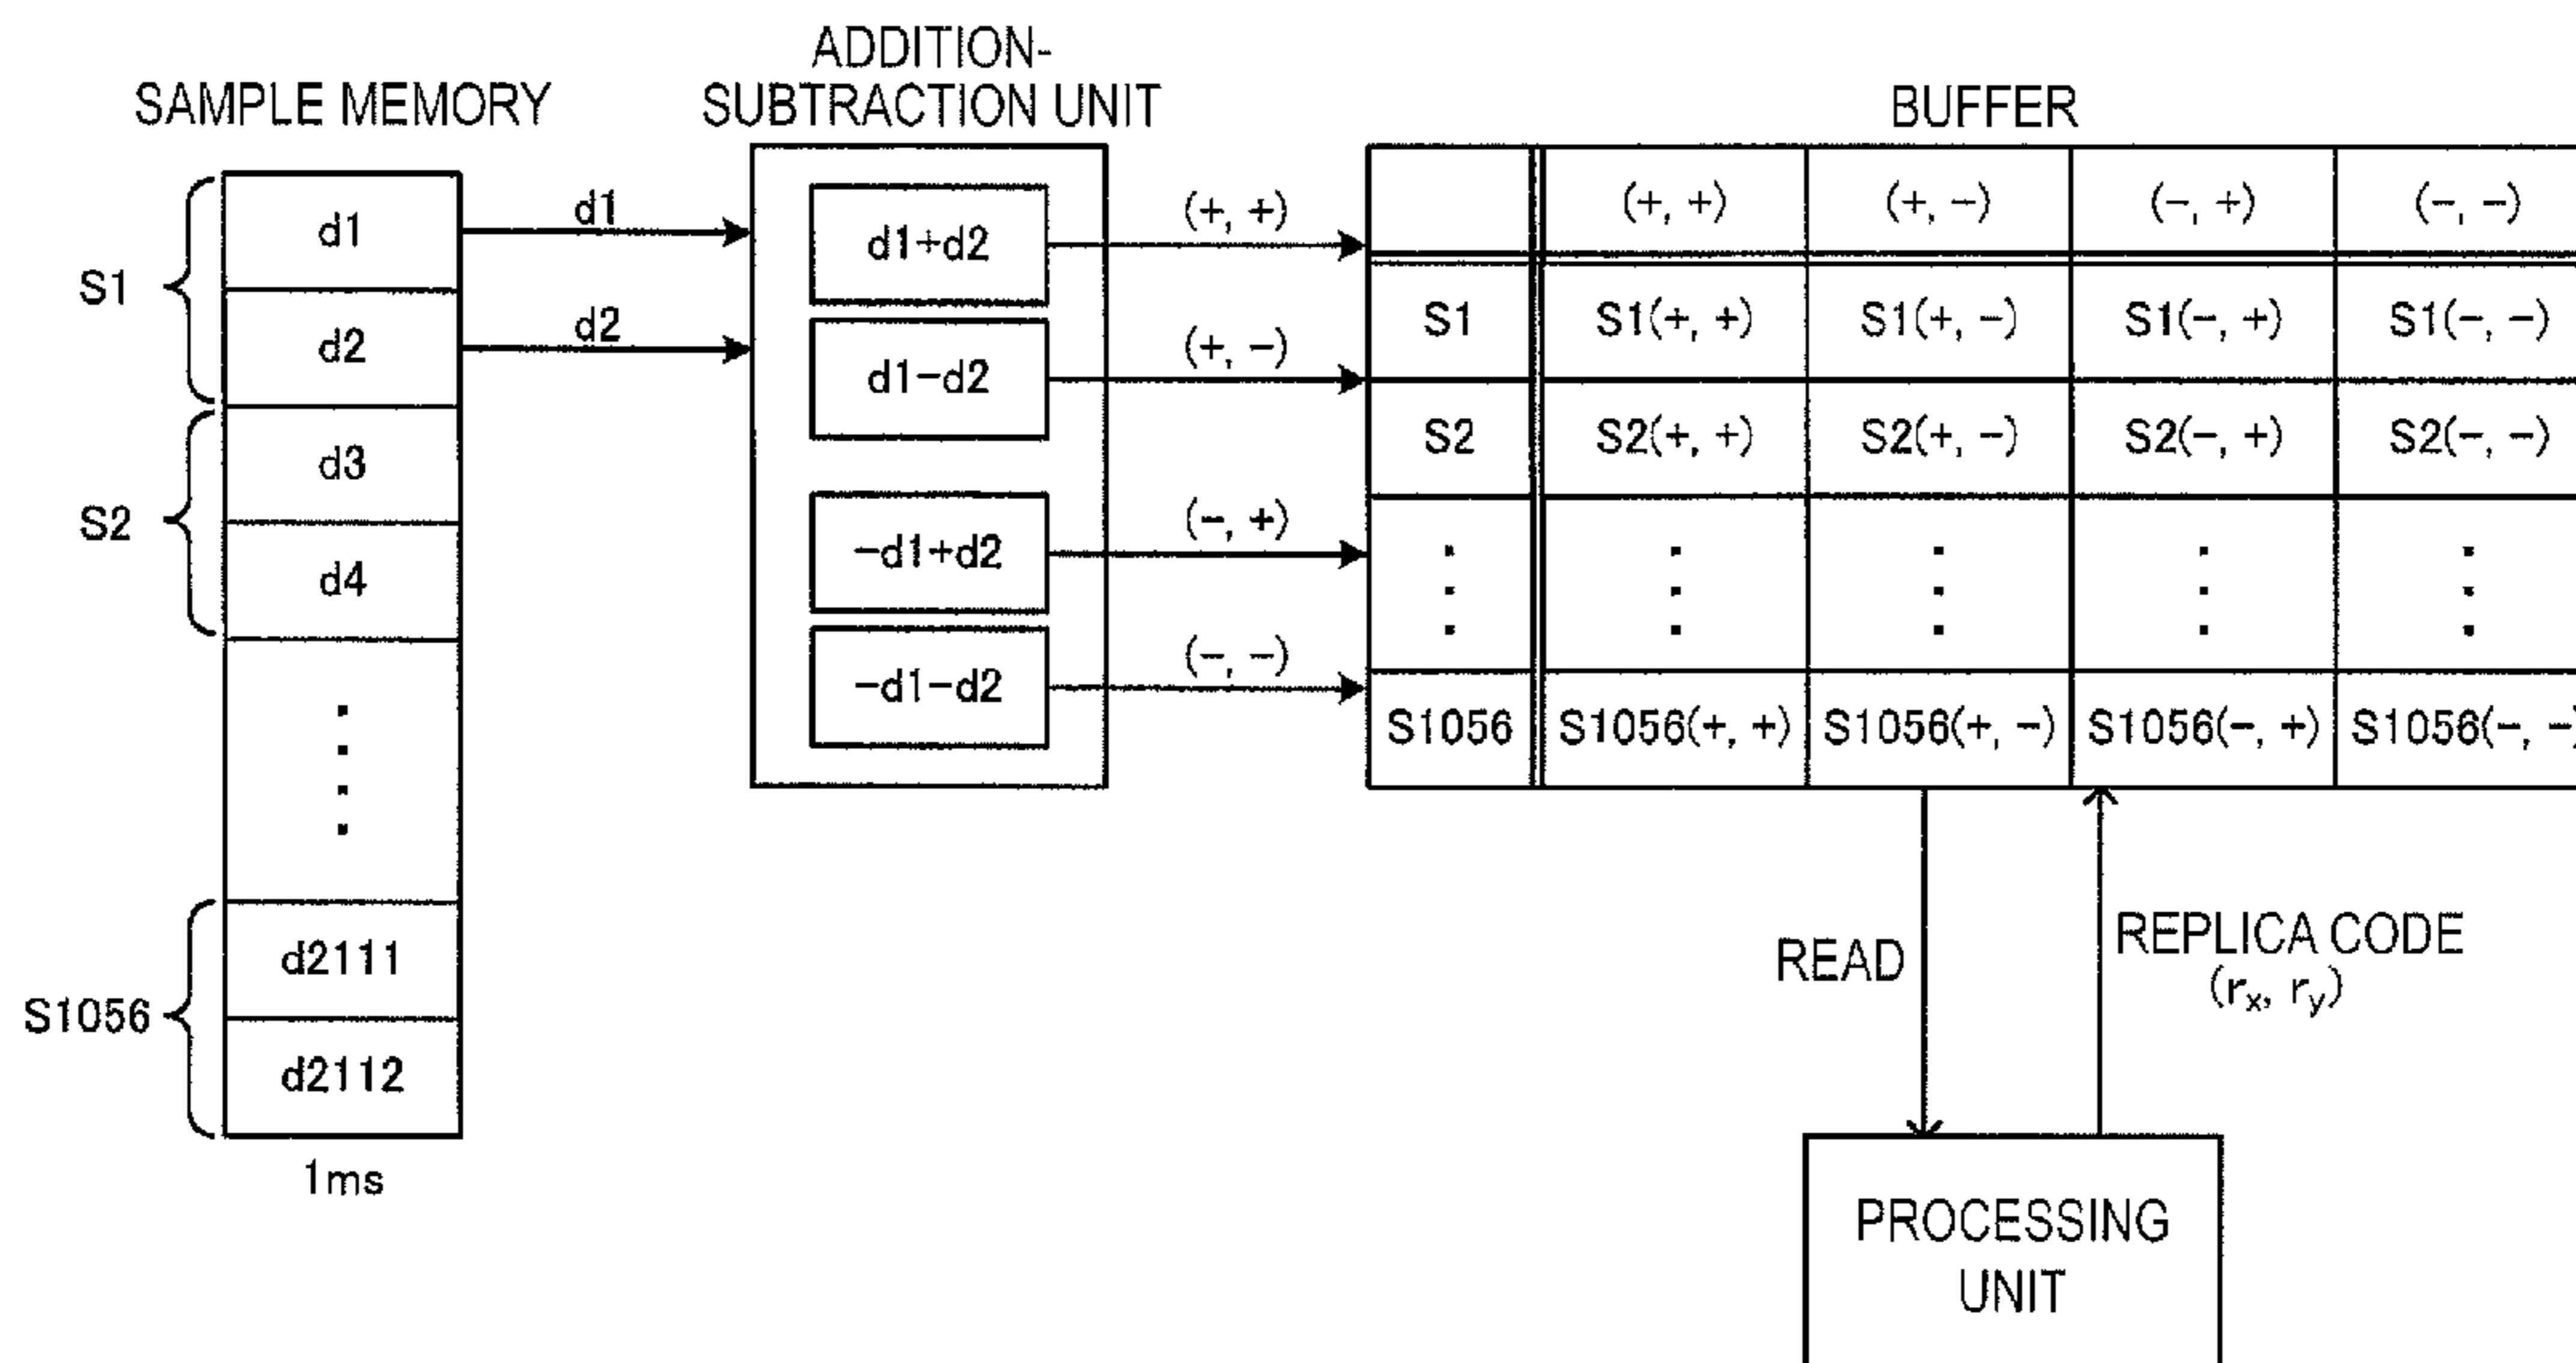 ADDITION-
SUBTRACTION UNIT
SAMPLE MEMORY
BUFFER
S1
d1
d2
S2
d3
d4
S1056
d2111
d2112
1ms
d1
d2
d1+d2
d1−d2
−d1+d2
−d1−d2
(+, +)
(+, −)
(−, +)
(−, −)
(+, +) (+, −) (−, +) (−, −)
S1 S1(+, +) S1(+, −) S1(−, +) S1(−, −)
S2 S2(+, +) S2(+, −) S2(−, +) S2(−, −)
S1056 S1056(+, +) S1056(+, −) S1056(−, +) S1056(−, −)
READ
REPLICA CODE
(rx, ry)
PROCESSING
UNIT